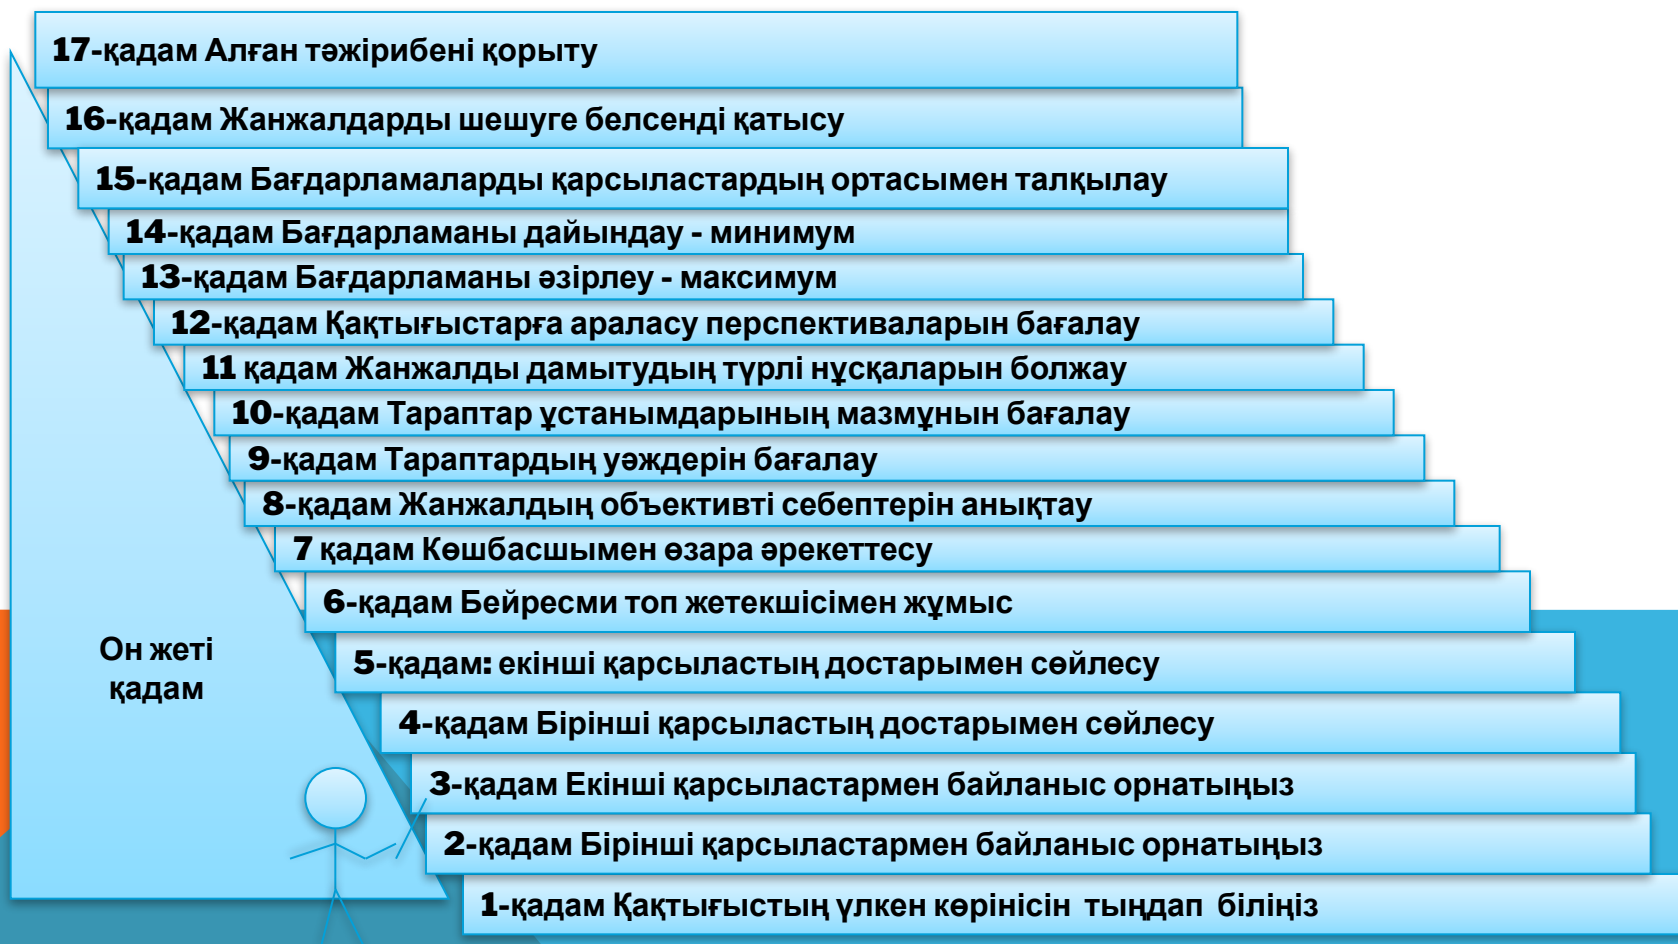 17-қадам Алған тәжірибені қорыту
16-қадам Жанжалдарды шешуге белсенді қатысу
15-қадам Бағдарламаларды қарсыластардың ортасымен талқылау
14-қадам Бағдарламаны дайындау - минимум
13-қадам Бағдарламаны әзірлеу - максимум
12-қадам Қақтығыстарға араласу перспективаларын бағалау
11 қадам Жанжалды дамытудың түрлі нұсқаларын болжау
10-қадам Тараптар ұстанымдарының мазмұнын бағалау
9-қадам Тараптардың уәждерін бағалау
8-қадам Жанжалдың объективті себептерін анықтау
7 қадам Көшбасшымен өзара әрекеттесу
6-қадам Бейресми топ жетекшісімен жұмыс
5-қадам: екінші қарсыластың достарымен сөйлесу
4-қадам Бірінші қарсыластың достарымен сөйлесу
3-қадам Екінші қарсыластармен байланыс орнатыңыз
2-қадам Бірінші қарсыластармен байланыс орнатыңыз
1-қадам Қақтығыстың үлкен көрінісін тыңдап біліңіз
Он жеті
қадам